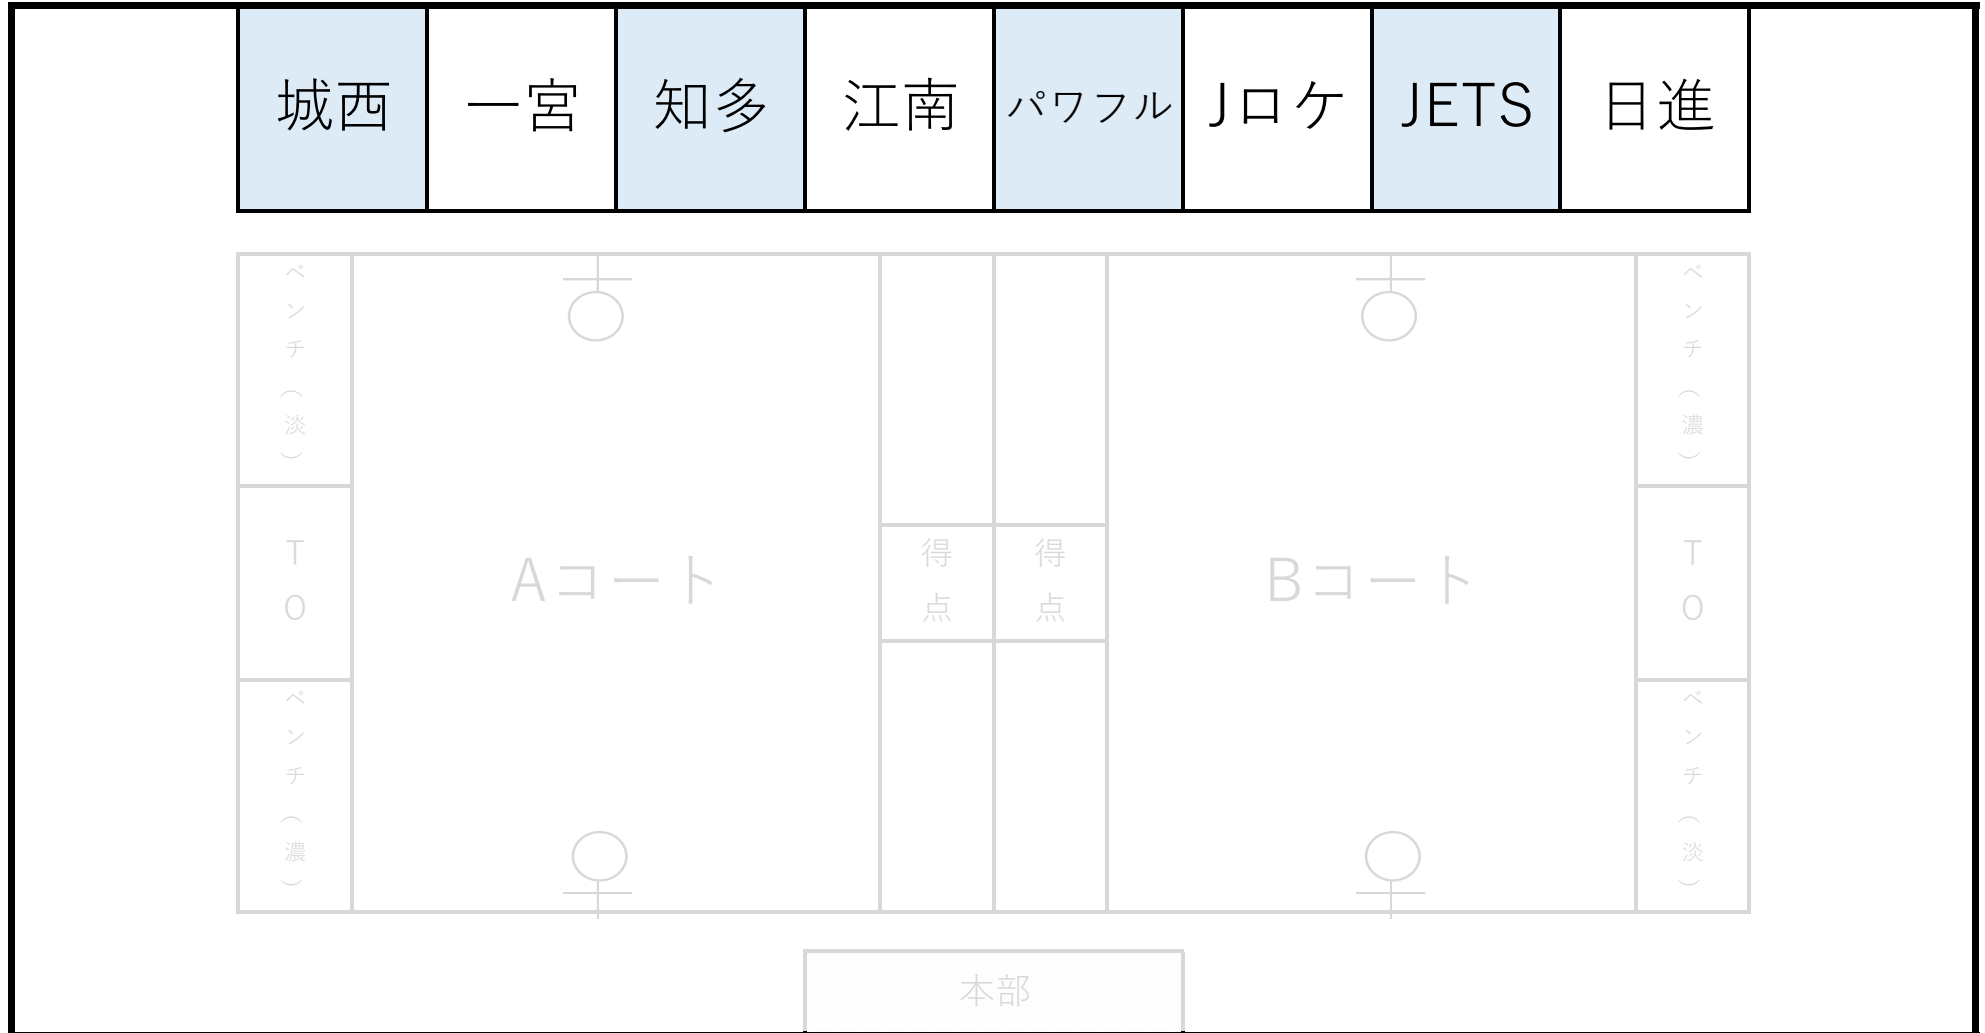 城西 一宮 知多 江南 パワフル Jロケ JETS 日進
ベンチ（淡）
TO
ベンチ（濃）
Aコート
得点
得点
Bコート
ベンチ（濃）
TO
ベンチ（淡）
本部